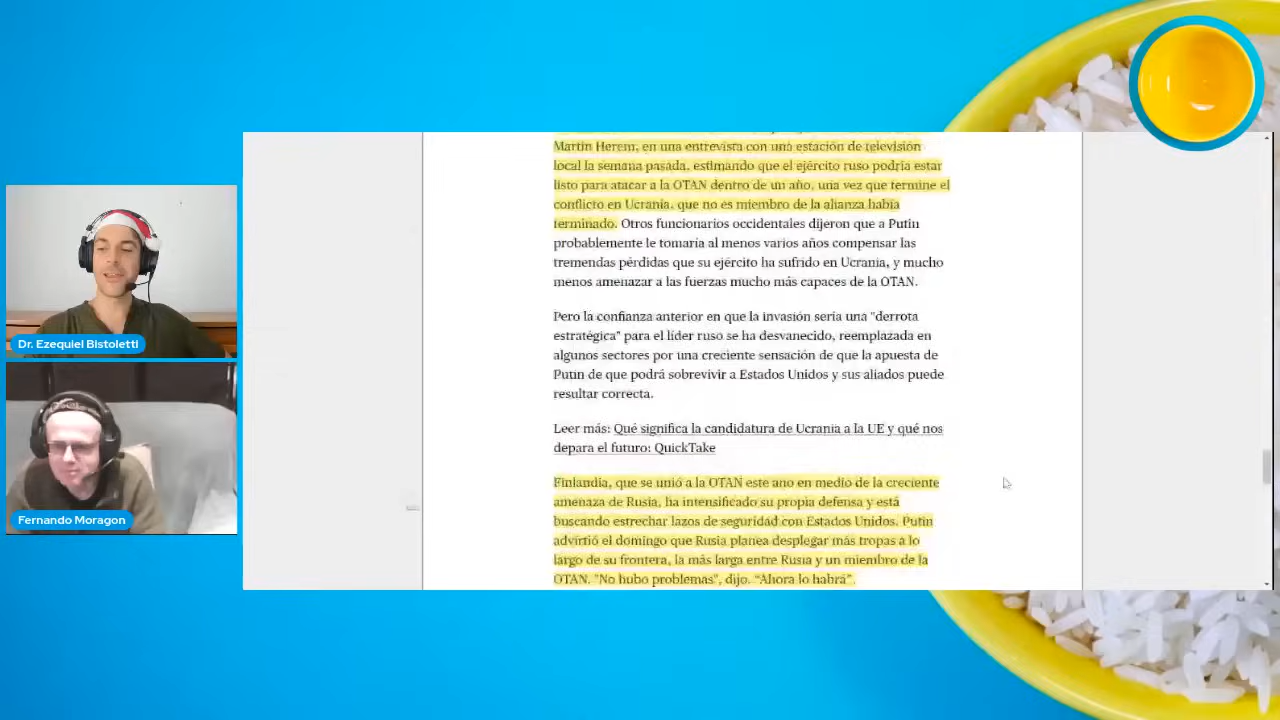 Martin Herem, en una entrevista con una estación de televisión
local la semana pasada, estimando que el ejército ruso podría estar
listo para atacar a la OTAN dentro de un año, una vez que termine el
conflicto en Ucrania, que no es miembro de la alianza había
terminado. Otros funcionarios occidentales dijeron que a Putin
probablemente le tomaría al menos varios años compensar las
tremendas pérdidas que su ejército ha sufrido en Ucrania, y mucho
menos amenazar a las fuerzas mucho más capaces de la OTAN.
Pero la confianza anterior en que la invasión sería una "derrota
estratégica" para el líder ruso se ha desvanecido, reemplazada en
algunos sectores por una creciente sensación de que la apuesta de
Putin de que podrá sobrevivir a Estados Unidos y sus aliados puede
resultar correcta.
Leer más: Qué significa la candidatura de Ucrania a la UE y qué nos
depara el futuro: QuickTake
Finlandia, que se unió a la OTAN este año en medio de la creciente
amenaza de Rusia, ha intensificado su propia defensa y está
buscando estrechar lazos de seguridad con Estados Unidos. Putin
advirtió el domingo que Rusia planea desplegar más tropas a lo
largo de su frontera, la más larga entre Rusia y un miembro de la
OTAN. "No hubo problemas", dijo. "Ahora lo habrá".
Dr. Ezequiel Bistoletti
Fernando Moragon